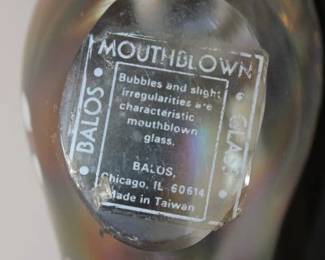 MOUTHBLOWN
• BALOS •
• GLASS •
Bubbles and slight
irregularities are
characteristic
mouthblown
glass.
BALOS,
Chicago, IL 60614
Made in Taiwan